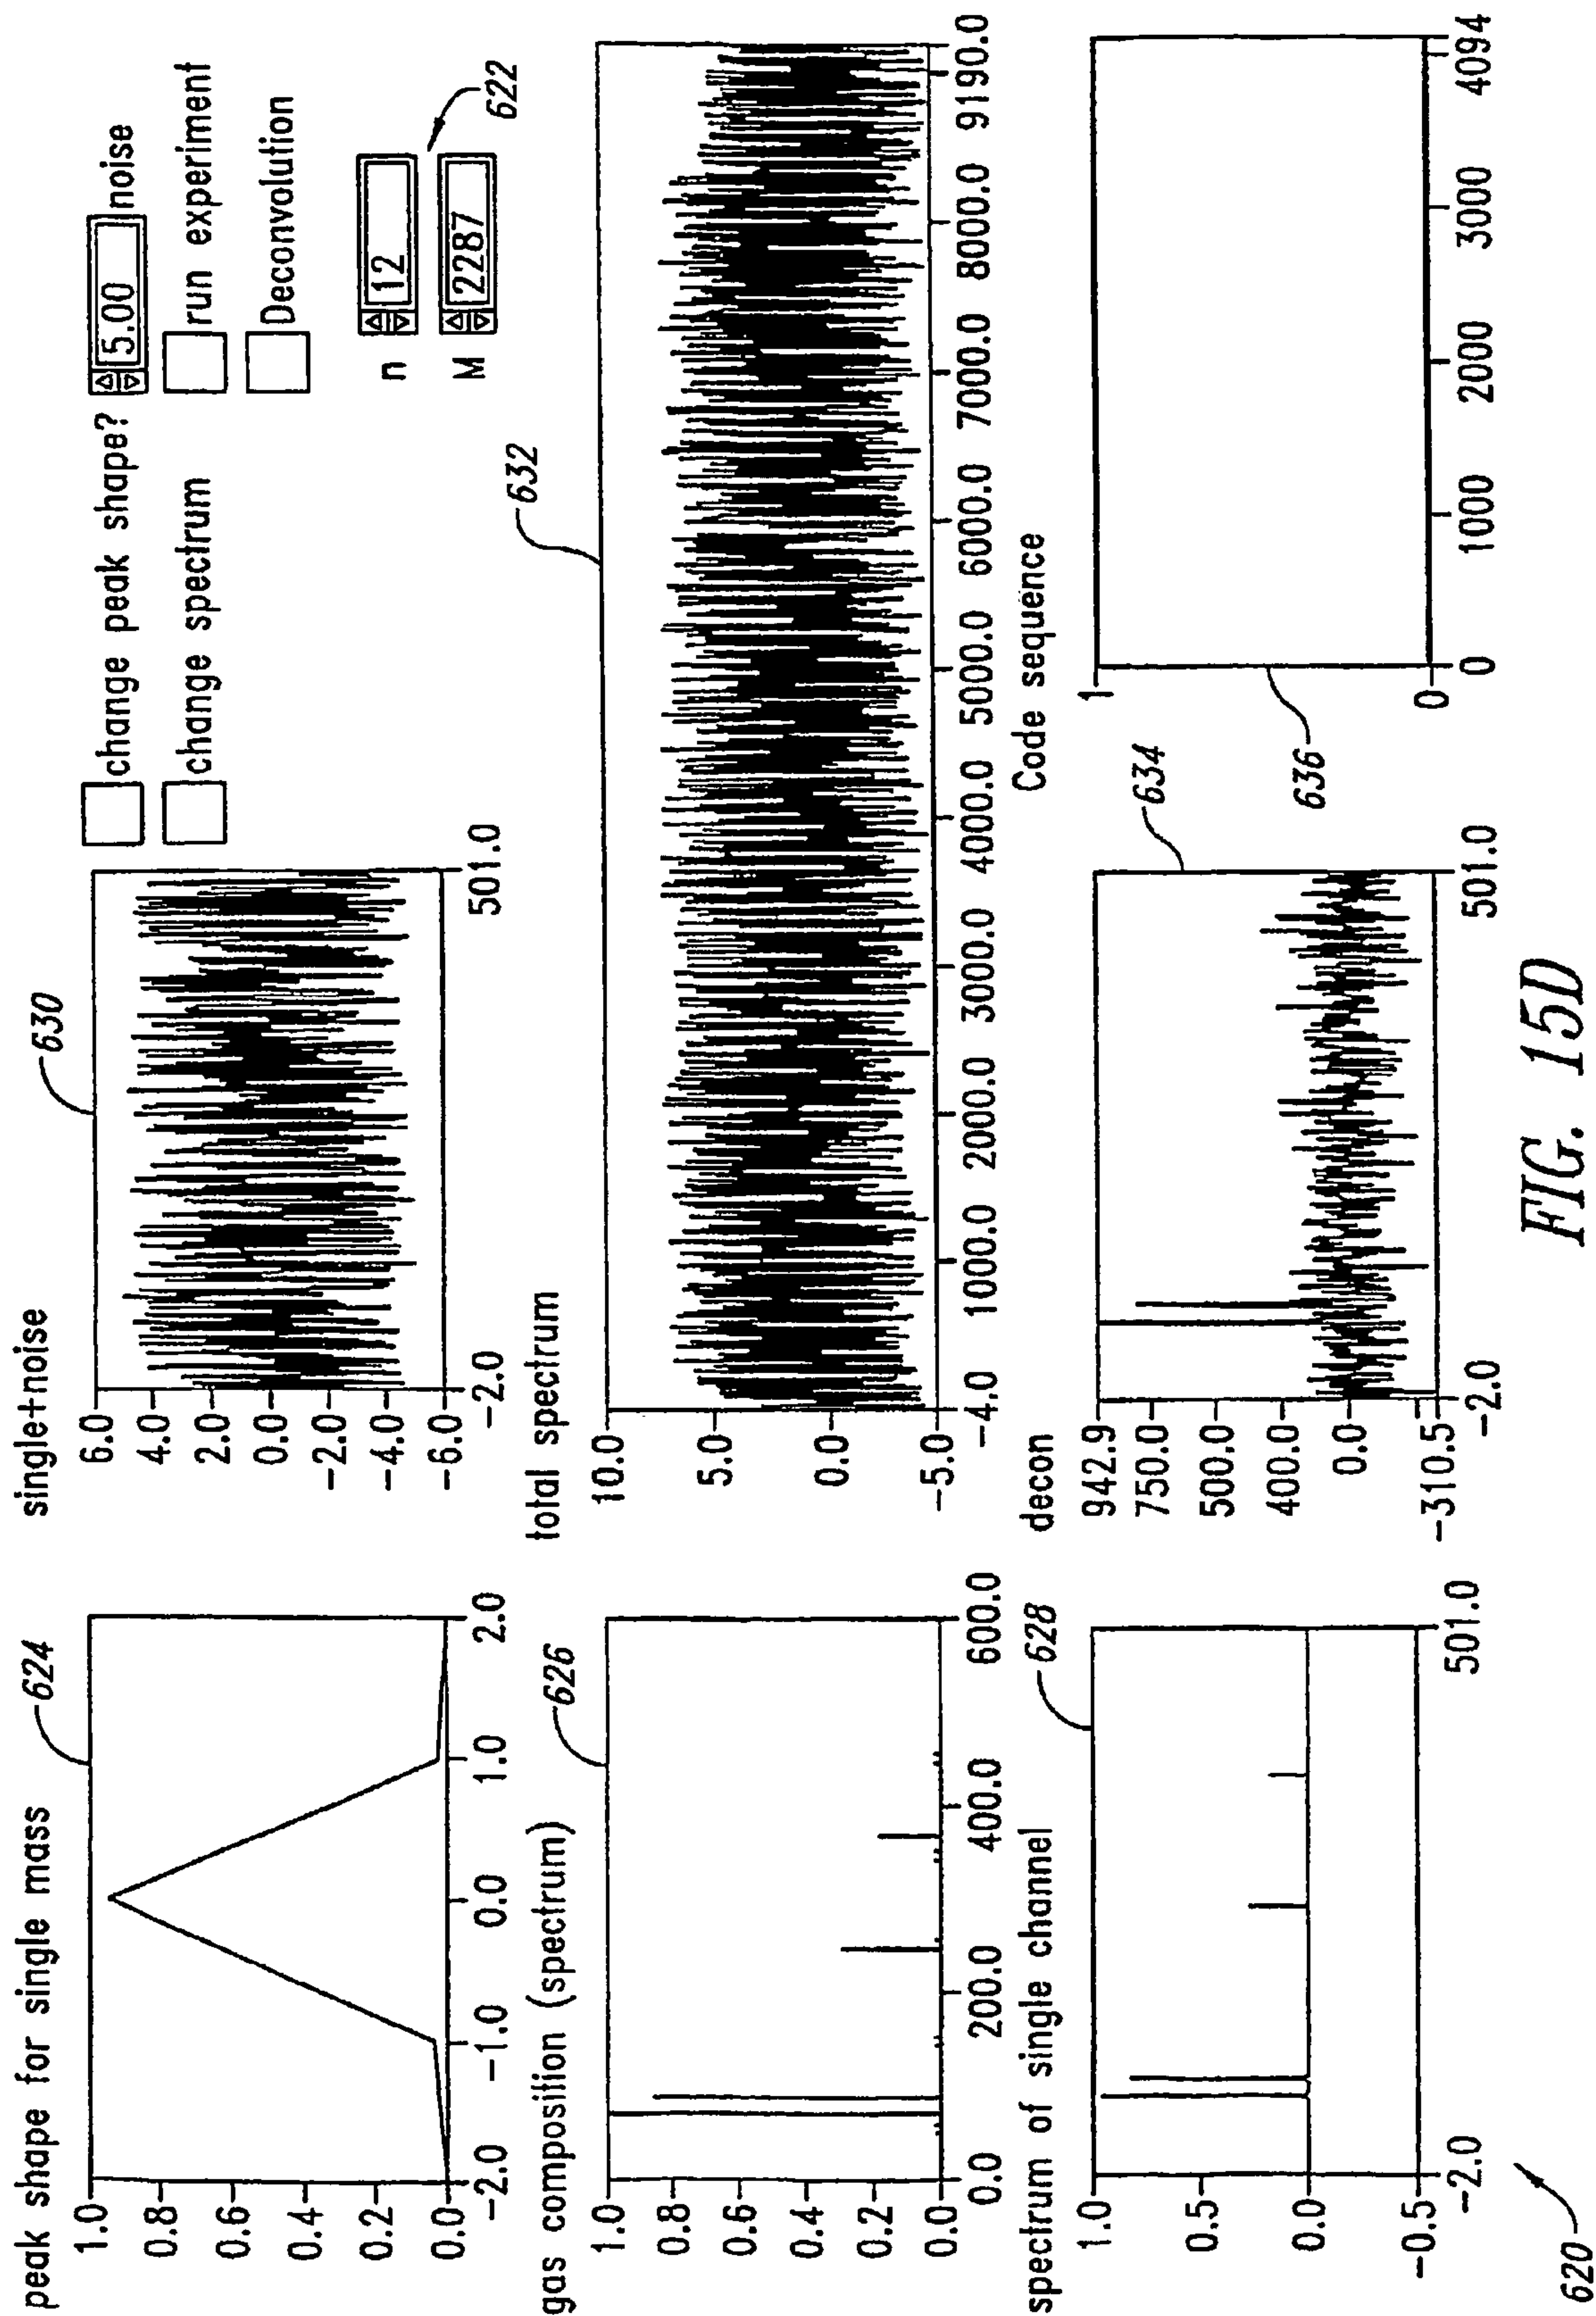 peak shape for single mass
624
1.0
0.8
0.6
0.4
0.2
0.0
-2.0 -1.0 0.0 1.0 2.0
single+noise
630
6.0
4.0
2.0
0.0
-2.0
-4.0
-6.0
-2.0 501.0
change peak shape?
5.00 noise
change spectrum
run experiment
Deconvolution
n 12
M 2287
622
gas composition (spectrum)
626
1.0
0.8
0.6
0.4
0.2
0.0
0.0 200.0 400.0 600.0
total spectrum
632
10.0
5.0
0.0
-5.0
-4.0 1000.0 2000.0 3000.0 4000.0 5000.0 6000.0 7000.0 8000.0 9190.0
spectrum of single channel
628
1.0
0.5
0.0
-0.5
-2.0 501.0
decon
634
942.9
750.0
500.0
400.0
0.0
-310.5
-2.0 501.0
Code sequence
636
1
0
0 1000 2000 3000 4094
620
FIG. 15D